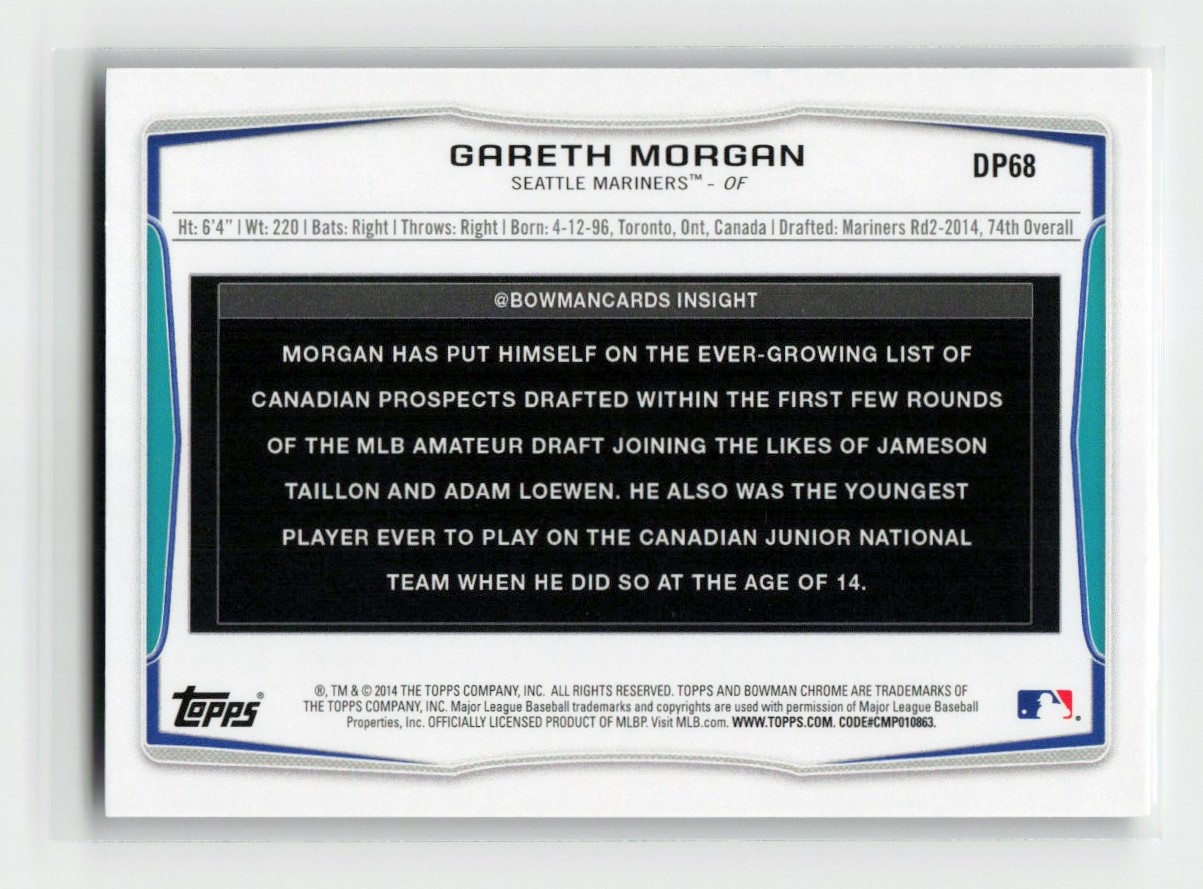 GARETH MORGAN
DP68
SEATTLE MARINERS™ - OF
Ht: 6'4" | Wt: 220 | Bats: Right | Throws: Right | Born: 4-12-96, Toronto, Ont, Canada | Drafted: Mariners Rd2-2014, 74th Overall
@BOWMANCARDS INSIGHT
MORGAN HAS PUT HIMSELF ON THE EVER-GROWING LIST OF
CANADIAN PROSPECTS DRAFTED WITHIN THE FIRST FEW ROUNDS
OF THE MLB AMATEUR DRAFT JOINING THE LIKES OF JAMESON
TAILLON AND ADAM LOEWEN. HE ALSO WAS THE YOUNGEST
PLAYER EVER TO PLAY ON THE CANADIAN JUNIOR NATIONAL
TEAM WHEN HE DID SO AT THE AGE OF 14.
TOPPS®
®, TM & © 2014 THE TOPPS COMPANY, INC. ALL RIGHTS RESERVED. TOPPS AND BOWMAN CHROME ARE TRADEMARKS OF
THE TOPPS COMPANY, INC. Major League Baseball trademarks and copyrights are used with permission of Major League Baseball
Properties, Inc. OFFICIALLY LICENSED PRODUCT OF MLBP. Visit MLB.com. WWW.TOPPS.COM. CODE#CMP010863.
®